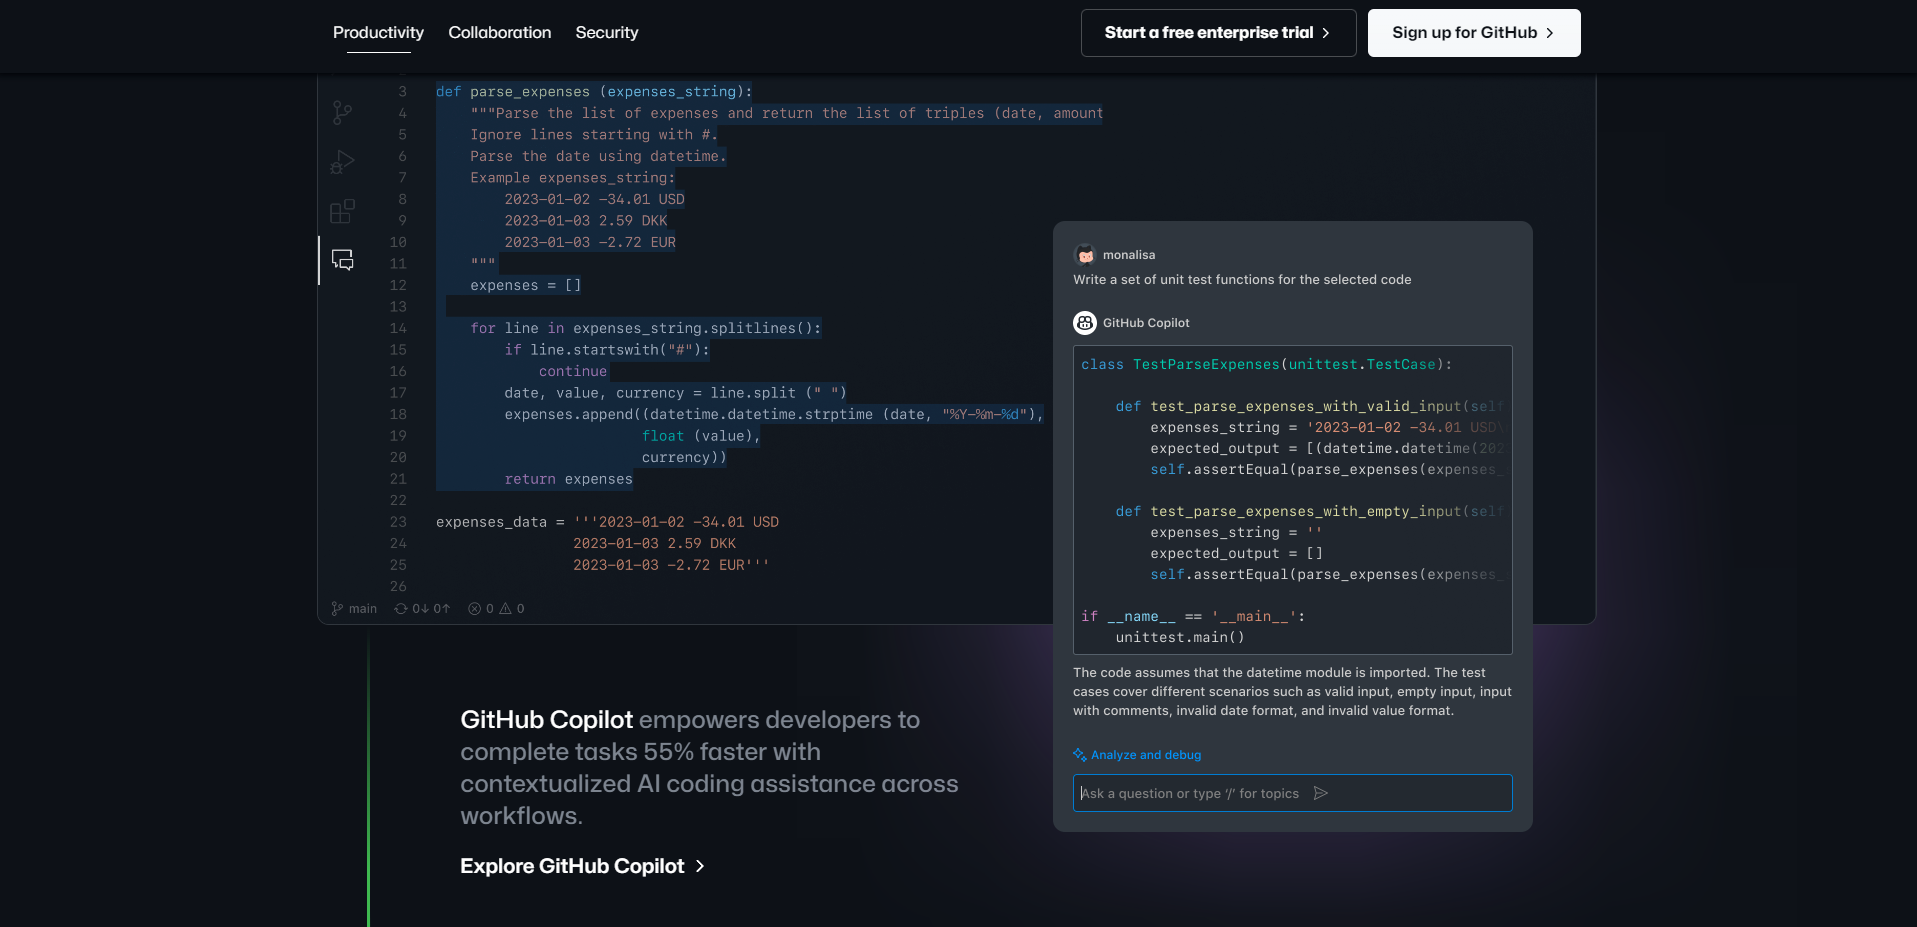 Productivity Collaboration Security Start a free enterprise trial Sign up for GitHub
3 def parse_expenses (expenses_string):
4 """Parse the list of expenses and return the list of triples (date, amount
5 Ignore lines starting with #.
6 Parse the date using datetime.
7 Example expenses_string:
8 2023-01-02 -34.01 USD
9 2023-01-03 2.59 DKK
10 2023-01-03 -2.72 EUR
11 """
12 expenses = []
13
14 for line in expenses_string.splitlines():
15 if line.startswith("#"):
16 continue
17 date, value, currency = line.split (" ")
18 expenses.append((datetime.datetime.strptime (date, "%Y-%m-%d"),
19 float (value),
20 currency))
21 return expenses
22
23 expenses_data = '''2023-01-02 -34.01 USD
24 2023-01-03 2.59 DKK
25 2023-01-03 -2.72 EUR'''
26
main 0↓ 0↑ 0 0
monalisa
Write a set of unit test functions for the selected code
GitHub Copilot
class TestParseExpenses(unittest.TestCase):
def test_parse_expenses_with_valid_input(self
expenses_string = '2023-01-02 -34.01 USD\
expected_output = [(datetime.datetime(202
self.assertEqual(parse_expenses(expenses_
def test_parse_expenses_with_empty_input(self
expenses_string = ''
expected_output = []
self.assertEqual(parse_expenses(expenses_
if __name__ == '__main__':
unittest.main()
The code assumes that the datetime module is imported. The test
cases cover different scenarios such as valid input, empty input, input
with comments, invalid date format, and invalid value format.
Analyze and debug
Ask a question or type '/' for topics
GitHub Copilot empowers developers to
complete tasks 55% faster with
contextualized AI coding assistance across
workflows.
Explore GitHub Copilot